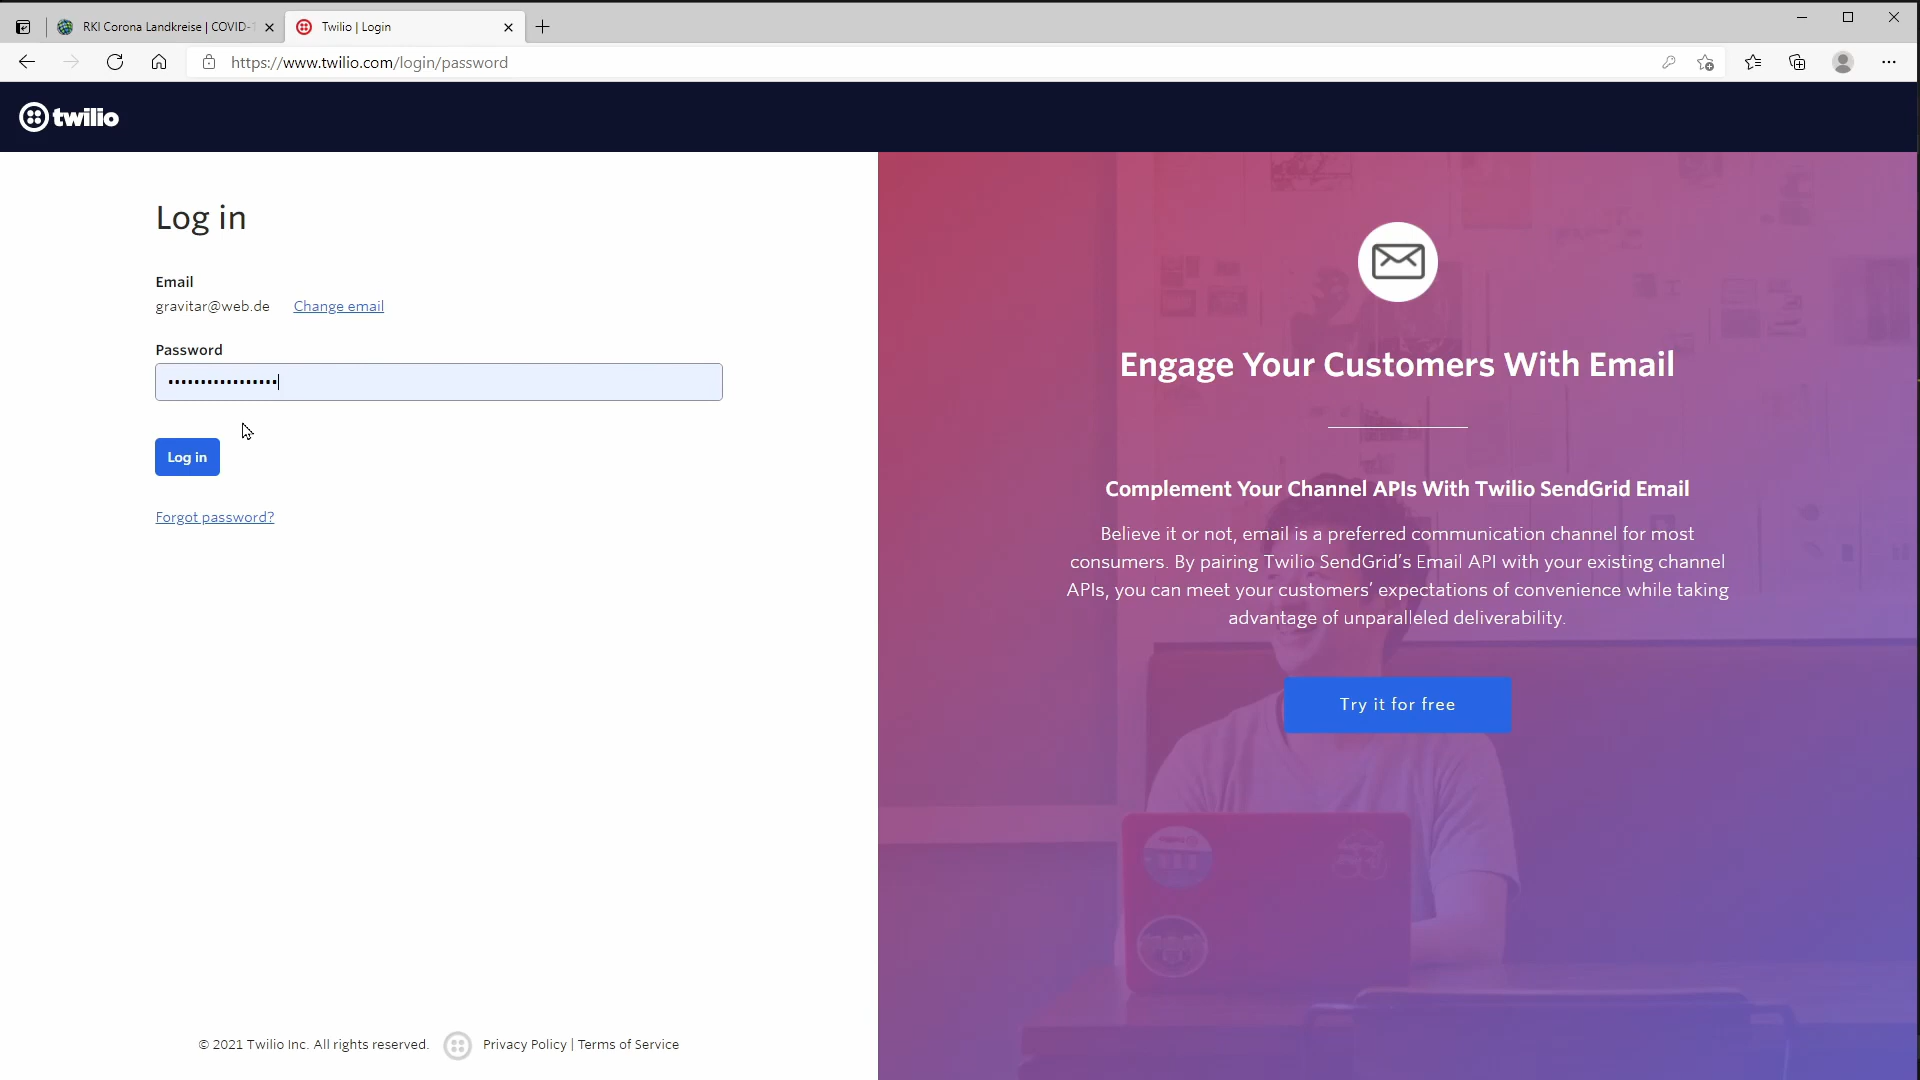 RKI Corona Landkreise | COVID-1
Twilio | Login
https://www.twilio.com/login/password
twilio
Log in
Email
gravitar@web.de
Change email
Password
•••••••••••••••••
Log in
Forgot password?
© 2021 Twilio Inc. All rights reserved.
Privacy Policy | Terms of Service
Engage Your Customers With Email
Complement Your Channel APIs With Twilio SendGrid Email
Believe it or not, email is a preferred communication channel for most
consumers. By pairing Twilio SendGrid's Email API with your existing channel
APIs, you can meet your customers' expectations of convenience while taking
advantage of unparalleled deliverability.
Try it for free